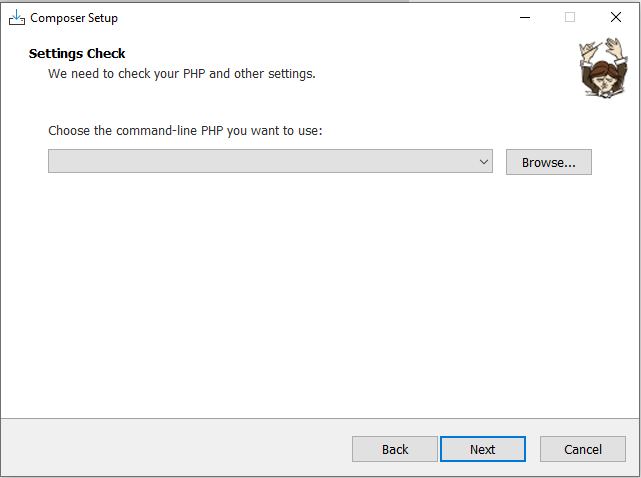 Composer Setup
Settings Check
We need to check your PHP and other settings.
Choose the command-line PHP you want to use:
Browse...
Back
Next
Cancel